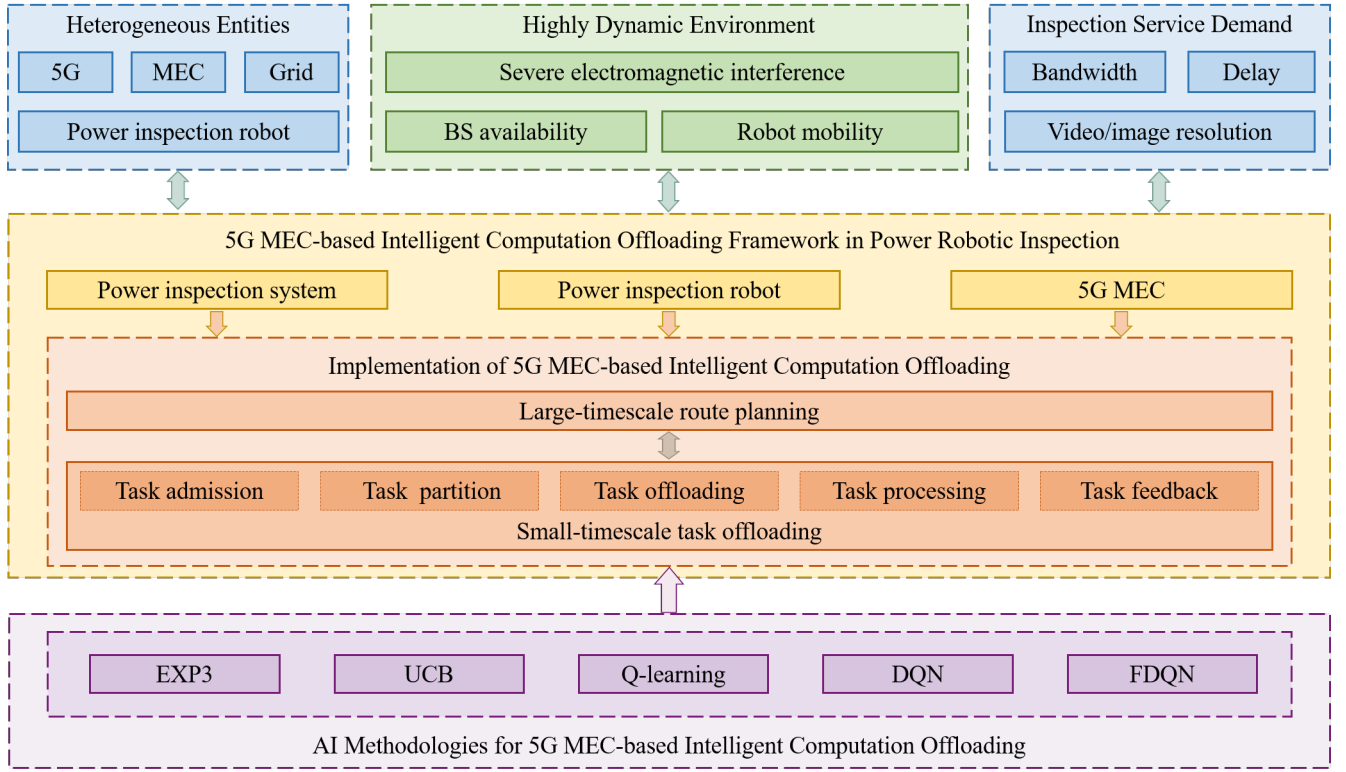 Heterogeneous Entities
5G
MEC
Grid
Power inspection robot
Highly Dynamic Environment
Severe electromagnetic interference
BS availability
Robot mobility
Inspection Service Demand
Bandwidth
Delay
Video/image resolution
5G MEC-based Intelligent Computation Offloading Framework in Power Robotic Inspection
Power inspection system
Power inspection robot
5G MEC
Implementation of 5G MEC-based Intelligent Computation Offloading
Large-timescale route planning
Task admission
Task partition
Task offloading
Task processing
Task feedback
Small-timescale task offloading
EXP3
UCB
Q-learning
DQN
FDQN
AI Methodologies for 5G MEC-based Intelligent Computation Offloading